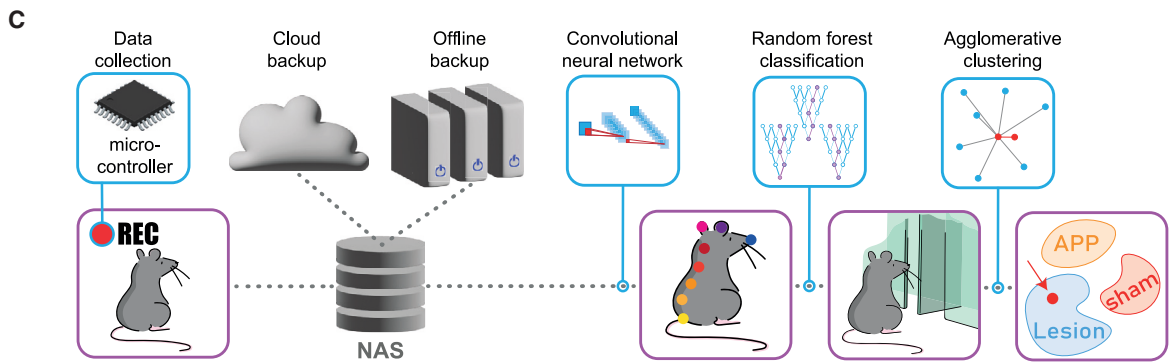 C
Data
collection
Cloud
backup
Offline
backup
Convolutional
neural network
Random forest
classification
Agglomerative
clustering
micro-
controller
REC
NAS
APP
sham
Lesion